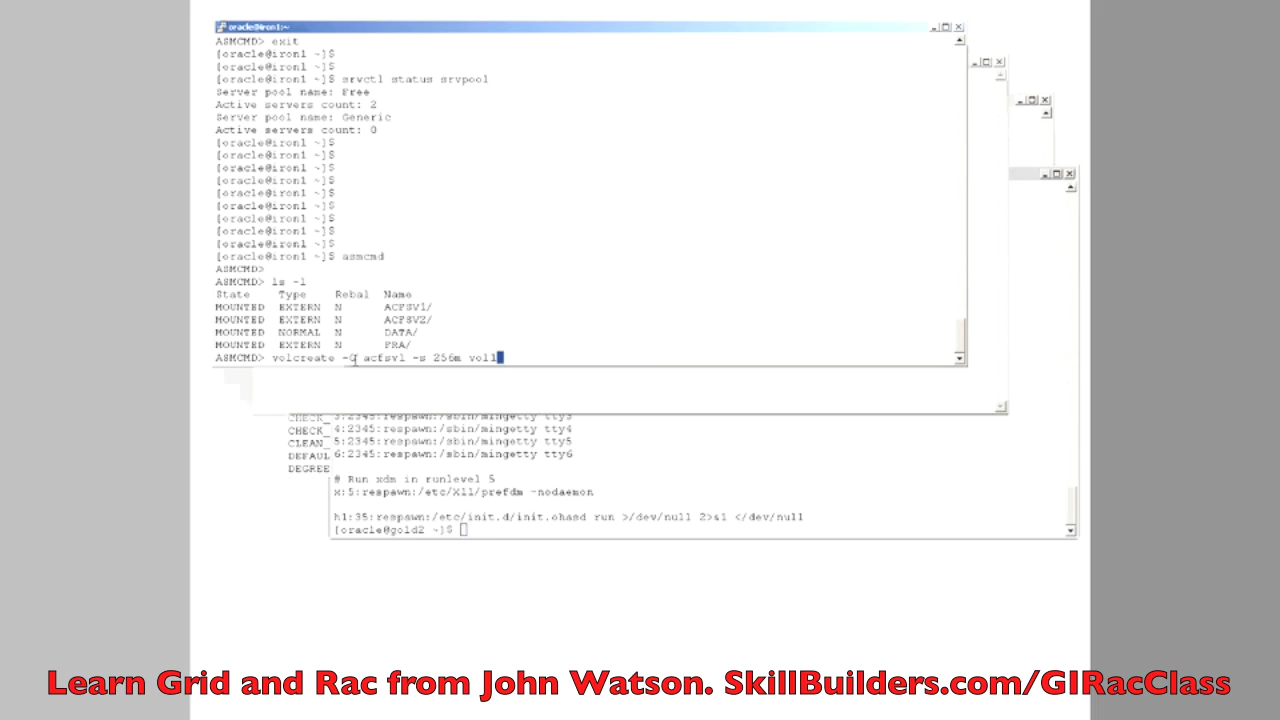 oracle@iron1:~
ASMCMD> exit
[oracle@iron1 ~]$
[oracle@iron1 ~]$
[oracle@iron1 ~]$ srvctl status srvpool
Server pool name: Free
Active servers count: 2
Server pool name: Generic
Active servers count: 0
[oracle@iron1 ~]$
[oracle@iron1 ~]$
[oracle@iron1 ~]$
[oracle@iron1 ~]$
[oracle@iron1 ~]$
[oracle@iron1 ~]$
[oracle@iron1 ~]$
[oracle@iron1 ~]$
[oracle@iron1 ~]$
[oracle@iron1 ~]$ asmcmd
ASMCMD>
ASMCMD> ls -l
State Type Rebal Name
MOUNTED EXTERN N ACFSV1/
MOUNTED EXTERN N ACFSV2/
MOUNTED NORMAL N DATA/
MOUNTED EXTERN N FRA/
ASMCMD> volcreate -G acfsv1 -s 256m vol1
CHECK_ 3:2345:respawn:/sbin/mingetty tty3
CHECK_ 4:2345:respawn:/sbin/mingetty tty4
CLEAN_ 5:2345:respawn:/sbin/mingetty tty5
DEFAUL 6:2345:respawn:/sbin/mingetty tty6
DEGREE
# Run xdm in runlevel 5
x:5:respawn:/etc/X11/prefdm -nodaemon
h1:35:respawn:/etc/init.d/init.ohasd run >/dev/null 2>&1 </dev/null
[oracle@gold2 ~]$
Learn Grid and Rac from John Watson. SkillBuilders.com/GIRacClass